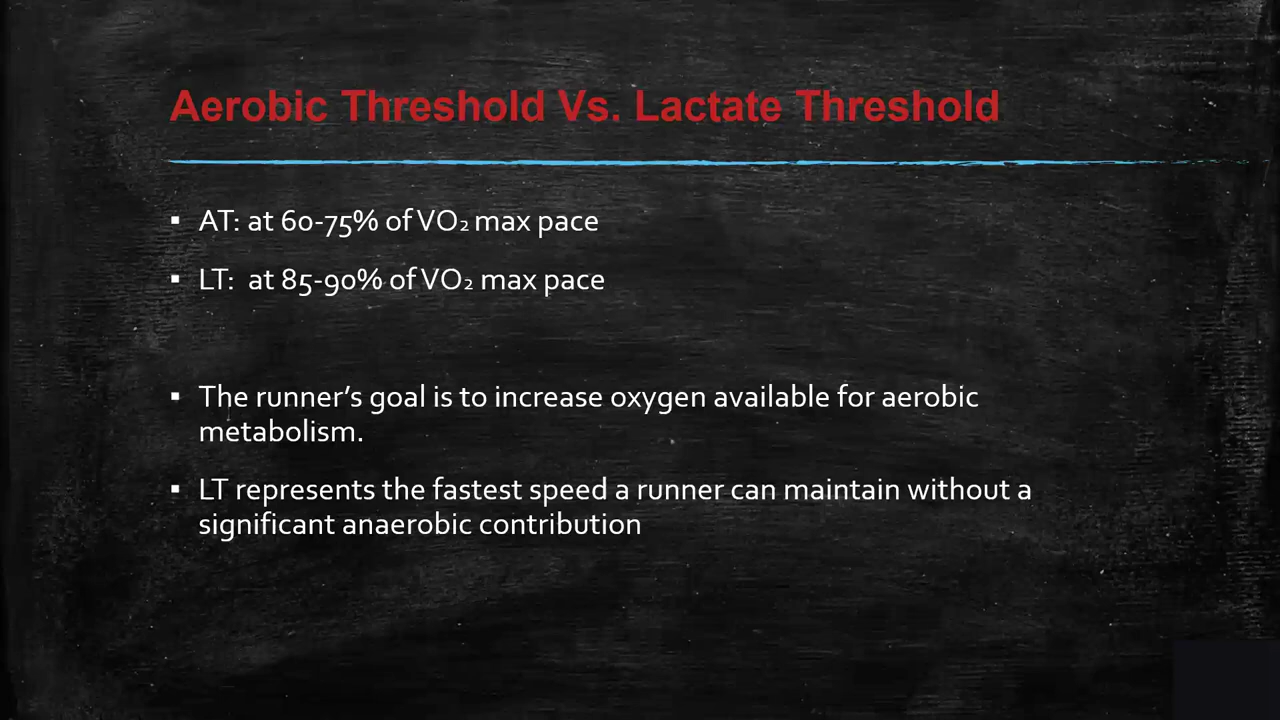 Aerobic Threshold Vs. Lactate Threshold
▪ AT: at 60-75% of VO₂ max pace
▪ LT:  at 85-90% of VO₂ max pace
▪ The runner’s goal is to increase oxygen available for aerobic
metabolism.
▪ LT represents the fastest speed a runner can maintain without a
significant anaerobic contribution